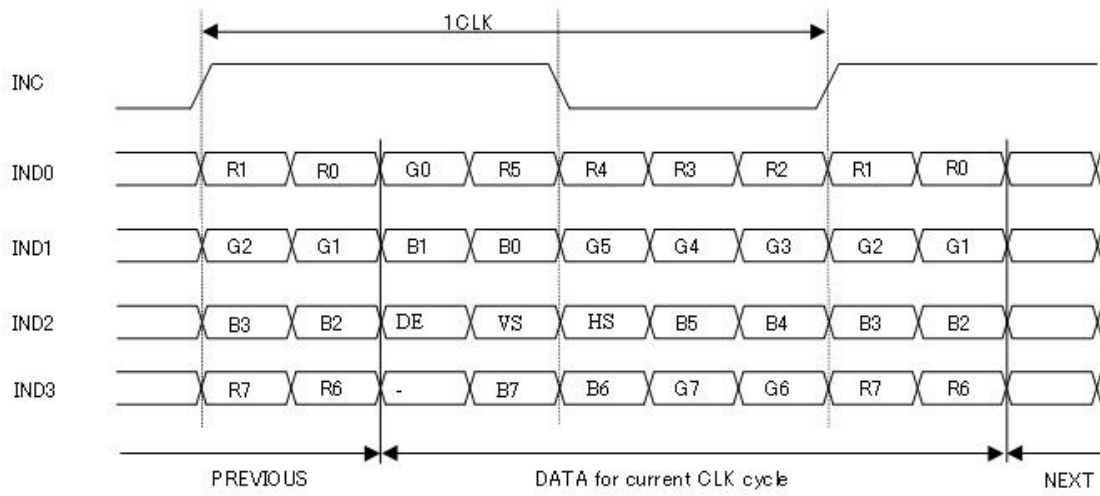 1CLK
INC
IND0 R1 R0 G0 R5 R4 R3 R2 R1 R0
IND1 G2 G1 B1 B0 G5 G4 G3 G2 G1
IND2 B3 B2 DE VS HS B5 B4 B3 B2
IND3 R7 R6 - B7 B6 G7 G6 R7 R6
PREVIOUS DATA for current CLK cycle NEXT